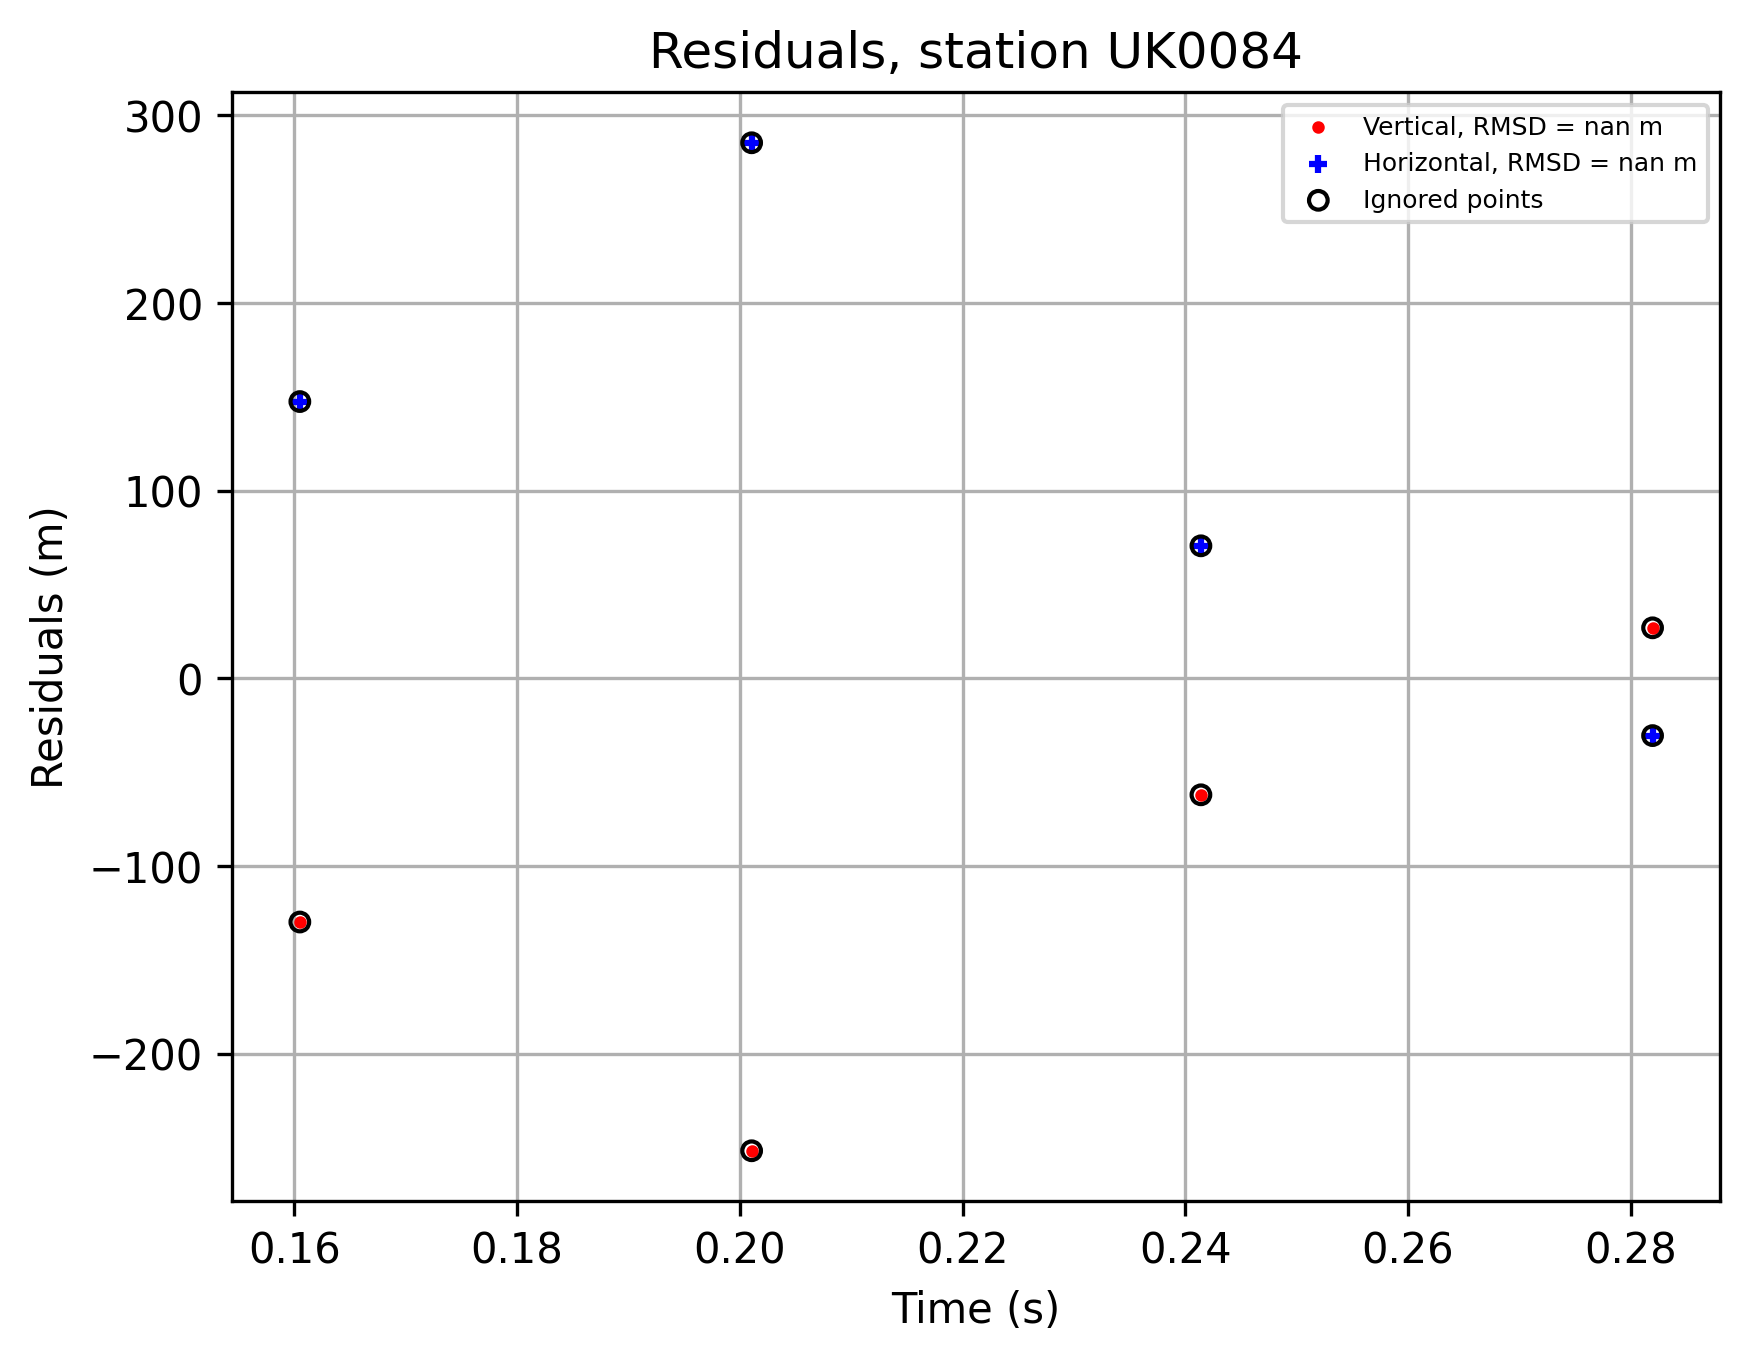 Residuals, station UK0084
Vertical, RMSD = nan m
Horizontal, RMSD = nan m
Ignored points
300
200
100
0
−100
−200
Residuals (m)
0.16 0.18 0.20 0.22 0.24 0.26 0.28
Time (s)